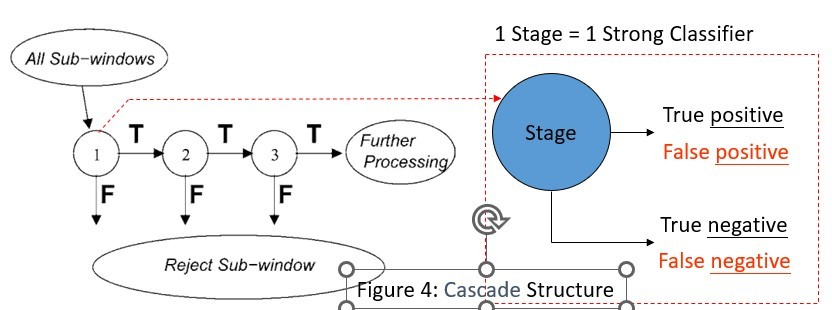 1 Stage = 1 Strong Classifier
All Sub-windows
T
T
T
1
2
3
Further
Processing
F
F
F
Reject Sub-window
Stage
True positive
False positive
True negative
False negative
Figure 4: Cascade Structure